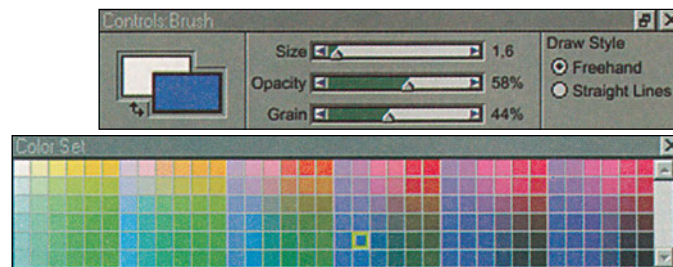 Controls:Brush
Size 1,6
Opacity 58%
Grain 44%
Draw Style
Freehand
Straight Lines
Color Set